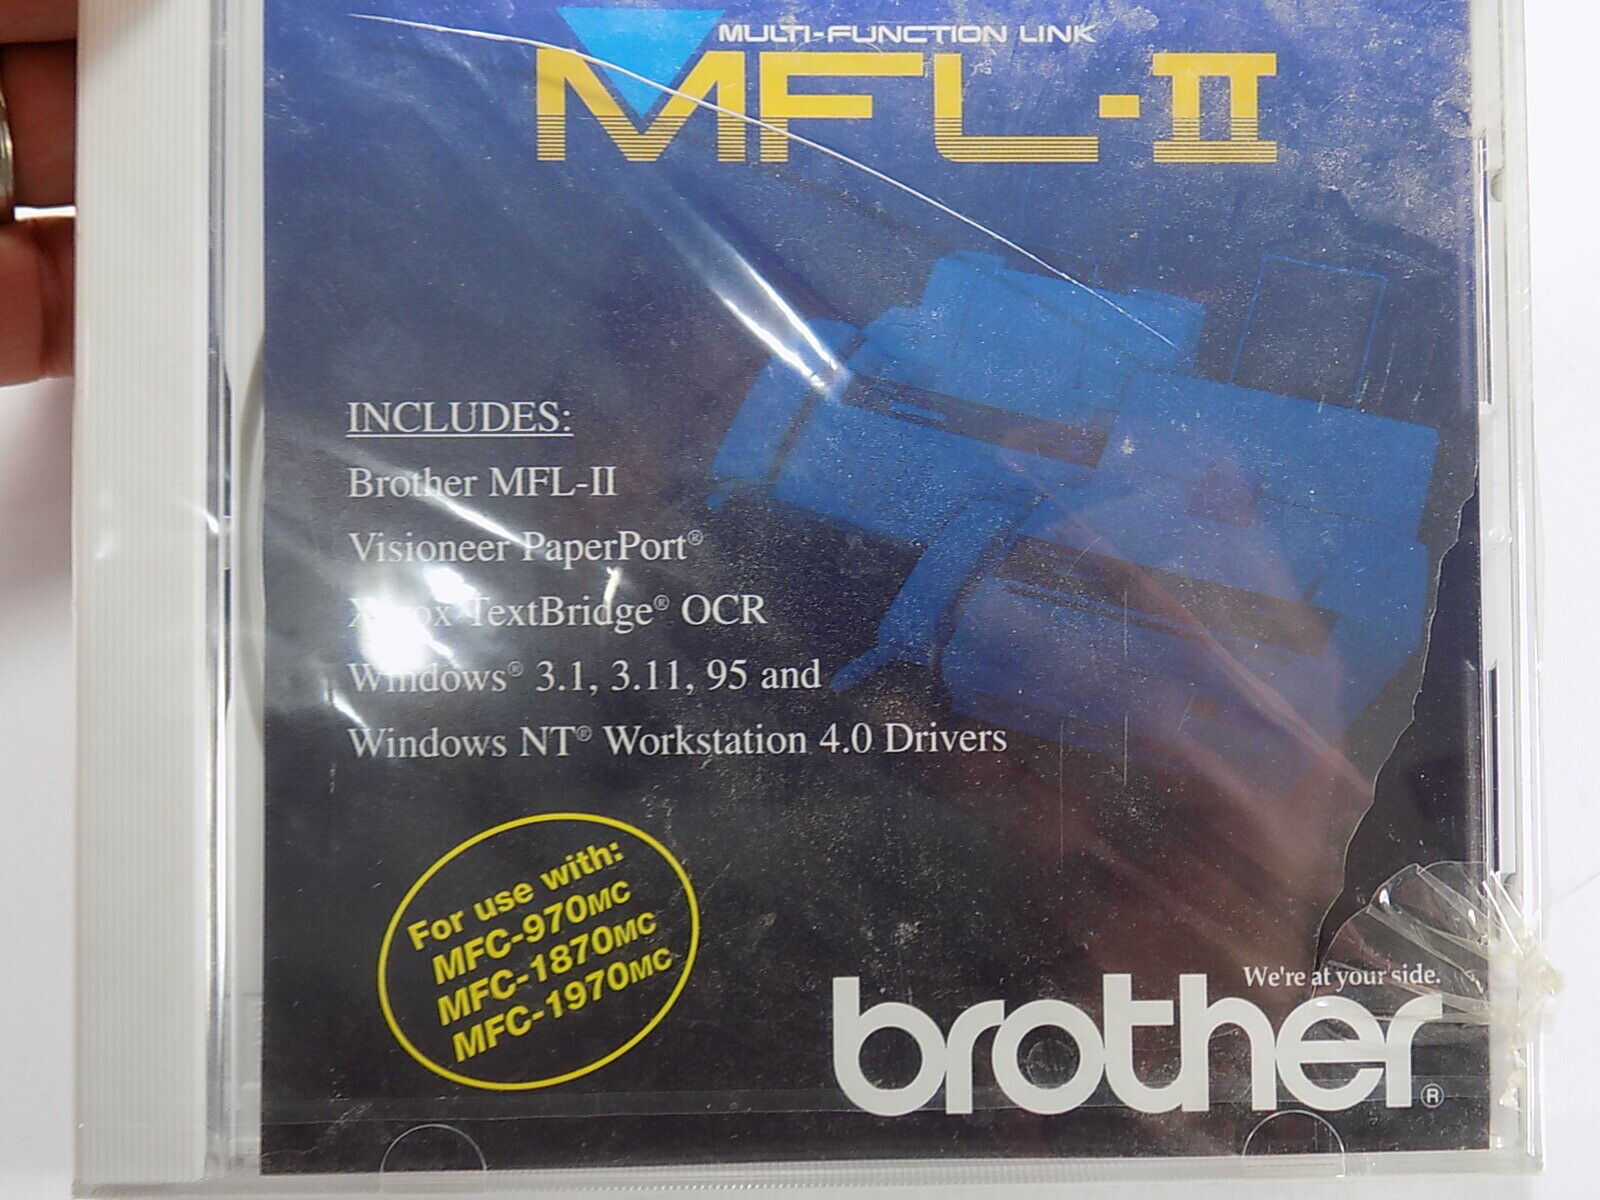 MULTI-FUNCTION LINK
MFL-II
INCLUDES:
Brother MFL-II
Visioneer PaperPort®
Xerox TextBridge® OCR
Windows® 3.1, 3.11, 95 and
Windows NT® Workstation 4.0 Drivers
For use with:
MFC-970MC
MFC-1870MC
MFC-1970MC
We're at your side.
brother®